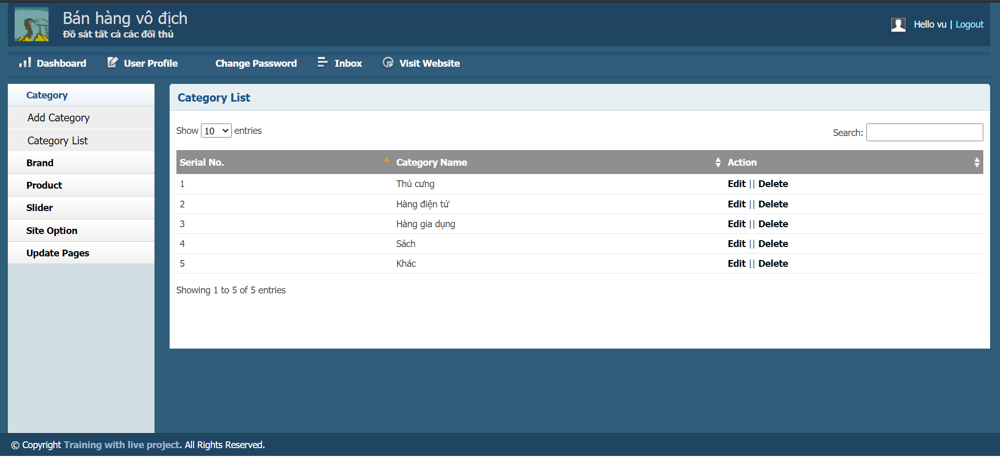 Bán hàng vô địch
Đồ sát tất cả các đối thủ
Hello vu | Logout
Dashboard User Profile Change Password Inbox Visit Website
Category
Add Category
Category List
Brand
Product
Slider
Site Option
Update Pages
Category List
Show 10 entries
Search:
Serial No. Category Name Action
1 Thú cưng Edit || Delete
2 Hàng điện tử Edit || Delete
3 Hàng gia dụng Edit || Delete
4 Sách Edit || Delete
5 Khác Edit || Delete
Showing 1 to 5 of 5 entries
© Copyright Training with live project. All Rights Reserved.